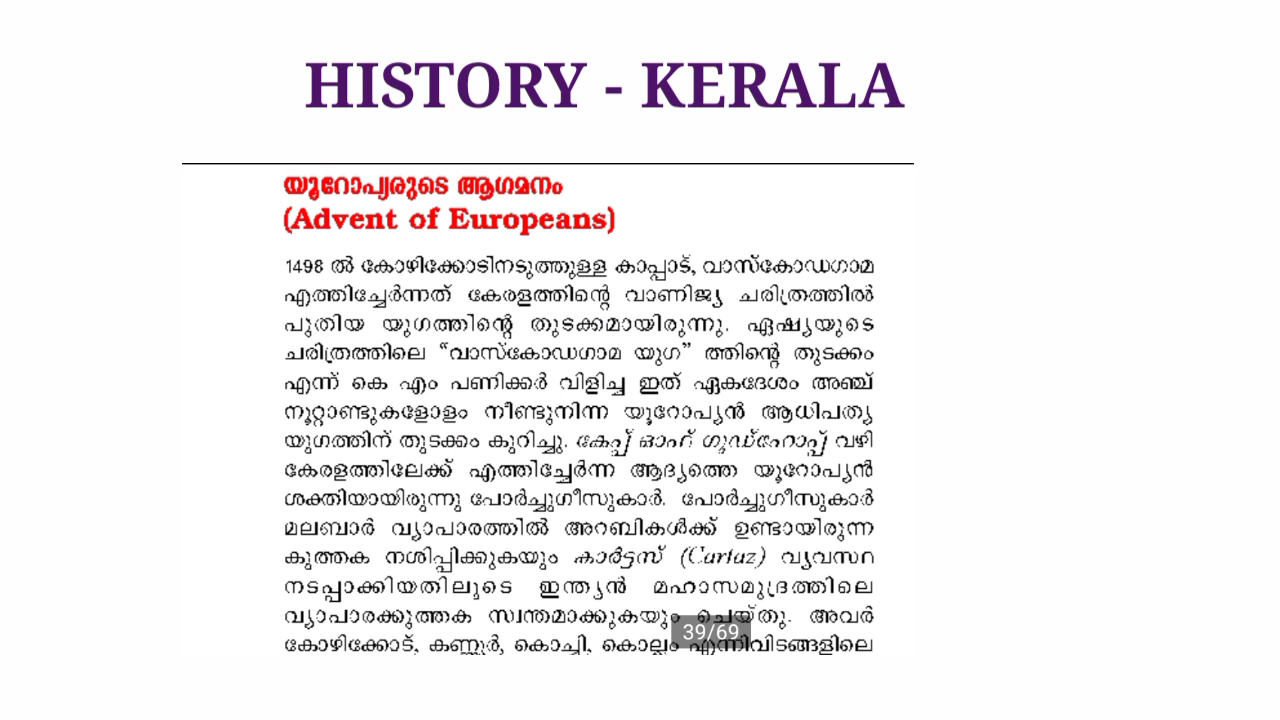 HISTORY - KERALA
യൂറോപ്യരുടെ ആഗമനം
(Advent of Europeans)
1498 ൽ കോഴിക്കോടിനടുത്തുള്ള കാപ്പാട്, വാസ്കോഡഗാമ
എത്തിച്ചേർന്നത് കേരളത്തിന്റെ വാണിജ്യ ചരിത്രത്തിൽ
പുതിയ യുഗത്തിന്റെ തുടക്കമായിരുന്നു. ഏഷ്യയുടെ
ചരിത്രത്തിലെ “വാസ്കോഡഗാമ യുഗ” ത്തിന്റെ തുടക്കം
എന്ന് കെ എം പണിക്കർ വിളിച്ച ഇത് ഏകദേശം അഞ്ച്
നൂറ്റാണ്ടുകളോളം നീണ്ടുനിന്ന യൂറോപ്യൻ ആധിപത്യ
യുഗത്തിന് തുടക്കം കുറിച്ചു. കേപ്പ് ഓഫ് ഗുഡ്ഹോപ്പ് വഴി
കേരളത്തിലേക്ക് എത്തിച്ചേർന്ന ആദ്യത്തെ യൂറോപ്യൻ
ശക്തിയായിരുന്നു പോർച്ചുഗീസുകാർ. പോർച്ചുഗീസുകാർ
മലബാർ വ്യാപാരത്തിൽ അറബികൾക്ക് ഉണ്ടായിരുന്ന
കുത്തക നശിപ്പിക്കുകയും കാർട്ടസ് (Cartaz) വ്യവസ്ഥ
നടപ്പാക്കിയതിലൂടെ ഇന്ത്യൻ മഹാസമുദ്രത്തിലെ
വ്യാപാരക്കുത്തക സ്വന്തമാക്കുകയും ചെയ്തു. അവർ
കോഴിക്കോട്, കണ്ണൂർ, കൊച്ചി, കൊല്ലം എന്നിവിടങ്ങളിലെ
39/69